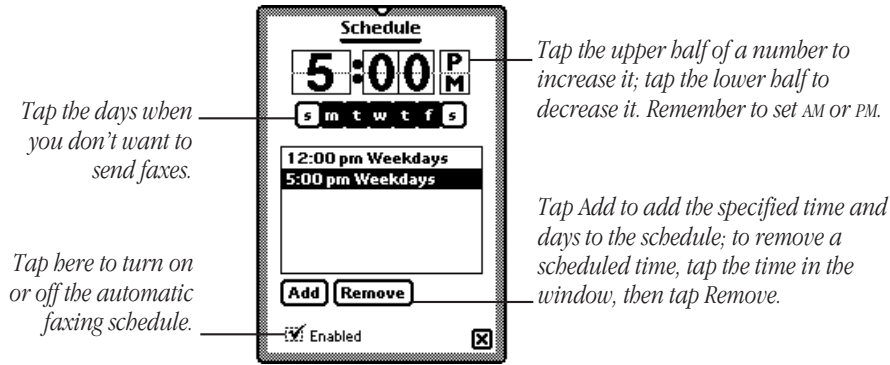 Schedule
5:00 PM
s m t w t f s
12:00 pm Weekdays
5:00 pm Weekdays
Add Remove
Enabled
Tap the days when
you don't want to
send faxes.
Tap here to turn on
or off the automatic
faxing schedule.
Tap the upper half of a number to
increase it; tap the lower half to
decrease it. Remember to set AM or PM.
Tap Add to add the specified time and
days to the schedule; to remove a
scheduled time, tap the time in the
window, then tap Remove.